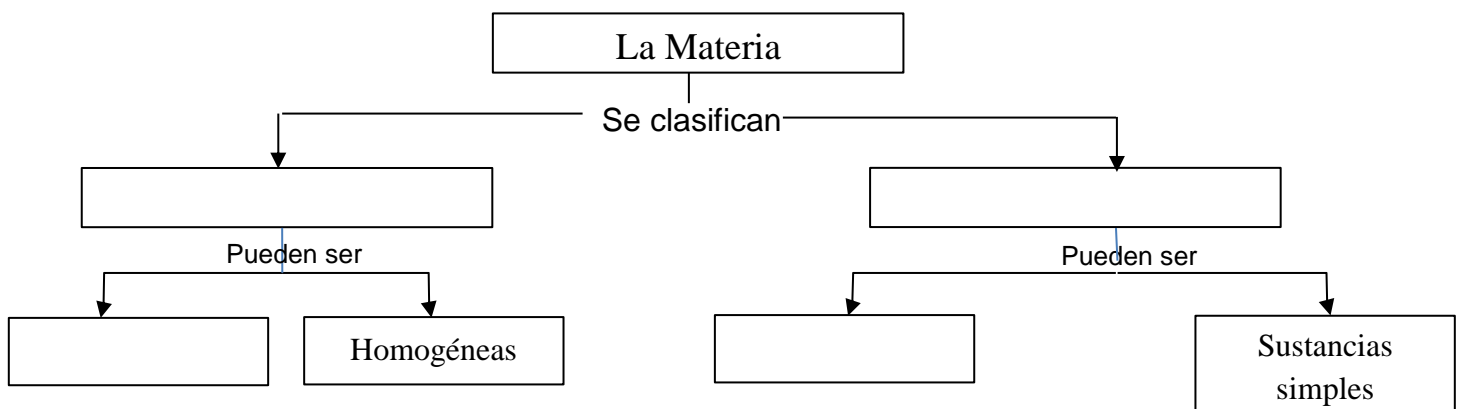 La Materia
Se clasifican
Pueden ser
Pueden ser
Homogéneas
Sustancias
simples